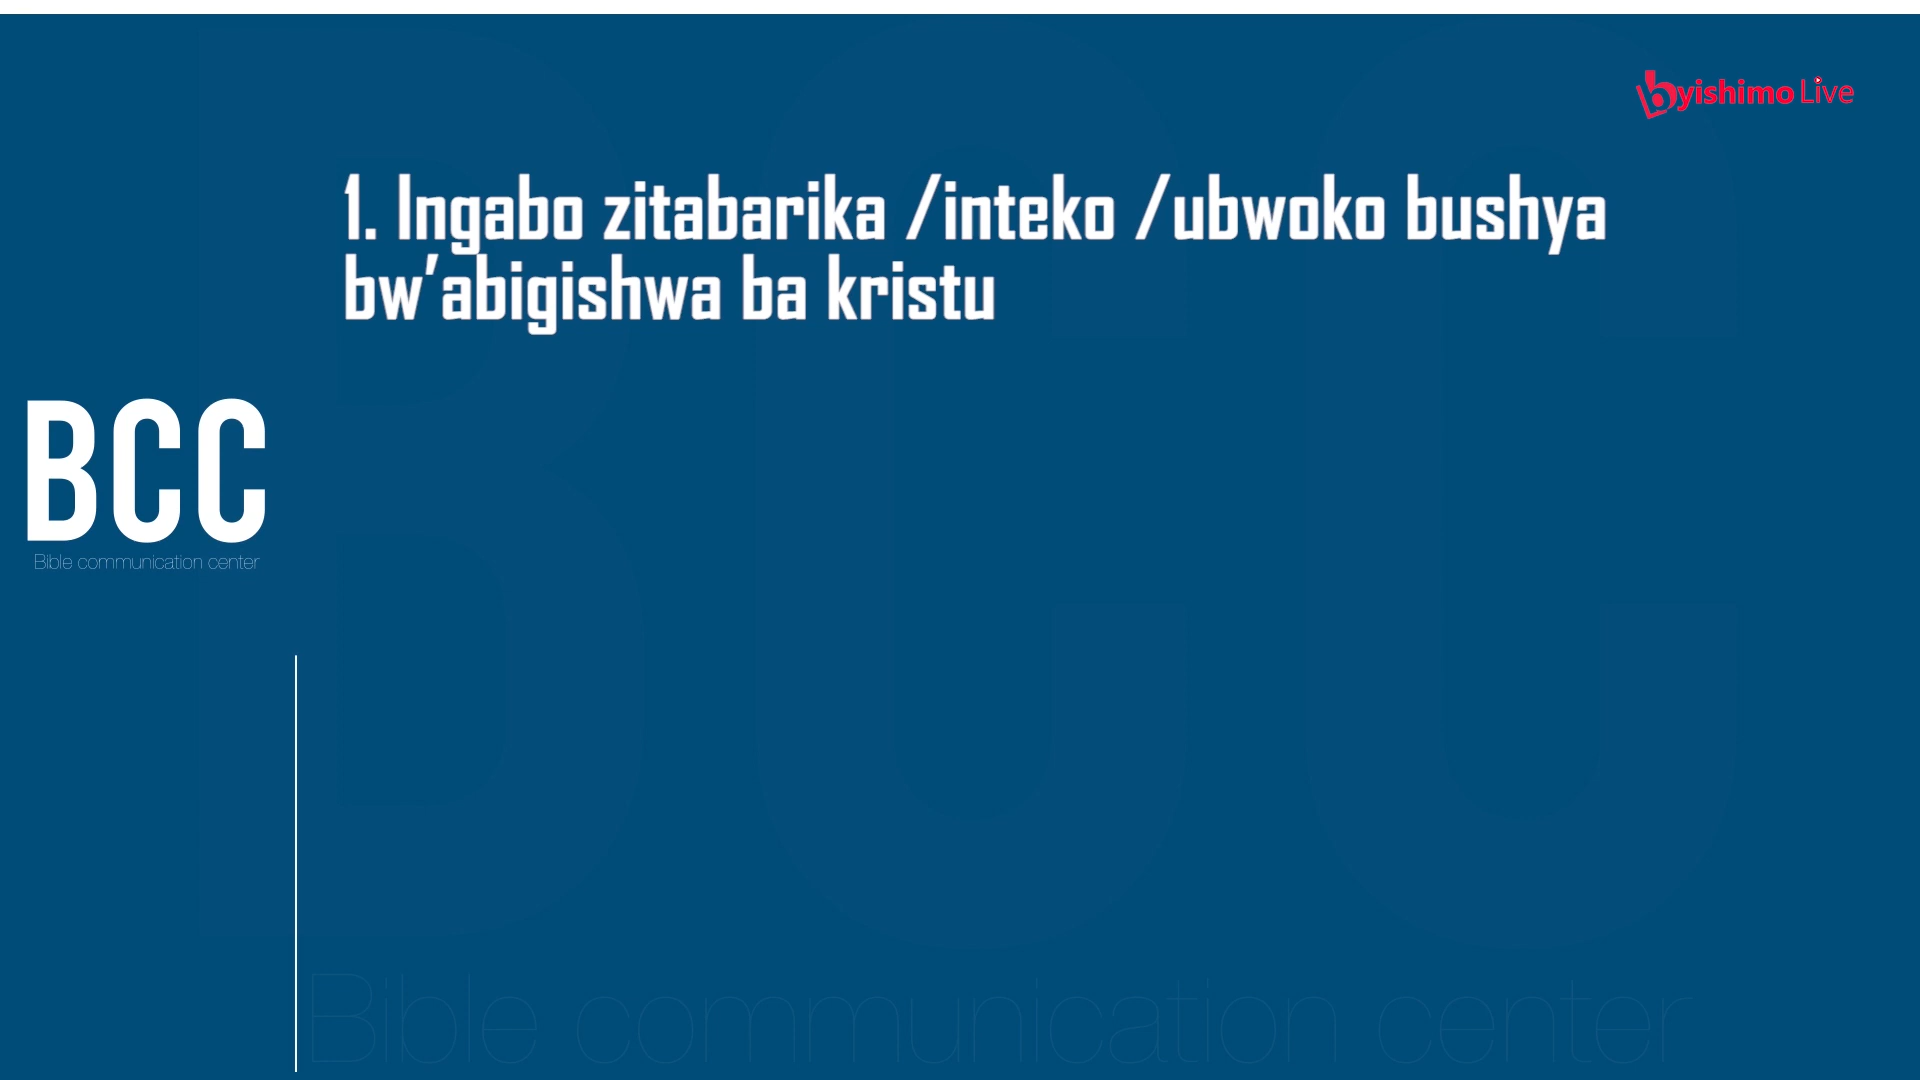 byishimo Live
1. Ingabo zitabarika /inteko /ubwoko bushya
bw’abigishwa ba kristu
BCC
Bible communication center
Bible communication center